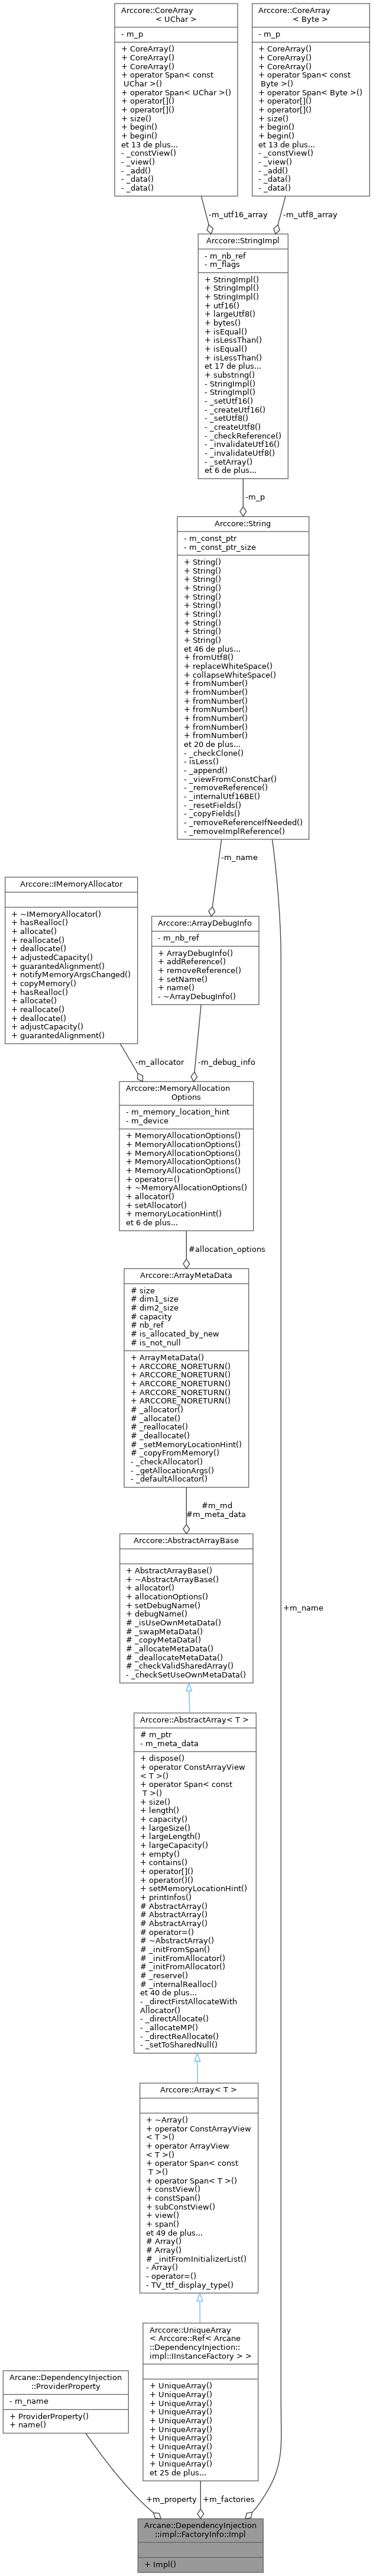 Arccore::CoreArray
< UChar >
- m_p
+ CoreArray()
+ CoreArray()
+ CoreArray()
+ operator Span< const
UChar >()
+ operator Span< UChar >()
+ operator[]()
+ operator[]()
+ size()
+ begin()
+ begin()
et 13 de plus...
- _constView()
- _view()
- _add()
- _data()
- _data()
Arccore::CoreArray
< Byte >
- m_p
+ CoreArray()
+ CoreArray()
+ CoreArray()
+ operator Span< const
Byte >()
+ operator Span< Byte >()
+ operator[]()
+ operator[]()
+ size()
+ begin()
+ begin()
et 13 de plus...
- _constView()
- _view()
- _add()
- _data()
- _data()
-m_utf16_array
-m_utf8_array
Arccore::StringImpl
- m_nb_ref
- m_flags
+ StringImpl()
+ StringImpl()
+ StringImpl()
+ utf16()
+ largeUtf8()
+ bytes()
+ isEqual()
+ isLessThan()
+ isEqual()
+ isLessThan()
et 17 de plus...
+ substring()
- StringImpl()
- StringImpl()
- _setUtf16()
- _createUtf16()
- _setUtf8()
- _createUtf8()
- _checkReference()
- _invalidateUtf16()
- _invalidateUtf8()
- _setArray()
et 6 de plus...
-m_p
Arccore::String
- m_const_ptr
- m_const_ptr_size
+ String()
+ String()
+ String()
+ String()
+ String()
+ String()
+ String()
+ String()
+ String()
+ String()
et 46 de plus...
+ fromUtf8()
+ replaceWhiteSpace()
+ collapseWhiteSpace()
+ fromNumber()
+ fromNumber()
+ fromNumber()
+ fromNumber()
+ fromNumber()
+ fromNumber()
+ fromNumber()
et 20 de plus...
- _checkClone()
- isLess()
- _append()
- _viewFromConstChar()
- _removeReference()
- _internalUtf16BE()
- _resetFields()
- _copyFields()
- _removeReferenceIfNeeded()
- _removeImplReference()
-m_name
Arccore::IMemoryAllocator
+ ~IMemoryAllocator()
+ hasRealloc()
+ allocate()
+ reallocate()
+ deallocate()
+ adjustedCapacity()
+ guarantedAlignment()
+ notifyMemoryArgsChanged()
+ copyMemory()
+ hasRealloc()
+ allocate()
+ reallocate()
+ deallocate()
+ adjustCapacity()
+ guarantedAlignment()
Arccore::ArrayDebugInfo
- m_nb_ref
+ ArrayDebugInfo()
+ addReference()
+ removeReference()
+ setName()
+ name()
- ~ArrayDebugInfo()
-m_allocator
-m_debug_info
Arccore::MemoryAllocation
Options
- m_memory_location_hint
- m_device
+ MemoryAllocationOptions()
+ MemoryAllocationOptions()
+ MemoryAllocationOptions()
+ MemoryAllocationOptions()
+ MemoryAllocationOptions()
+ operator=()
+ ~MemoryAllocationOptions()
+ allocator()
+ setAllocator()
+ memoryLocationHint()
et 6 de plus...
#allocation_options
Arccore::ArrayMetaData
# size
# dim1_size
# dim2_size
# capacity
# nb_ref
# is_allocated_by_new
# is_not_null
+ ArrayMetaData()
+ ARCCORE_NORETURN()
+ ARCCORE_NORETURN()
+ ARCCORE_NORETURN()
+ ARCCORE_NORETURN()
+ ARCCORE_NORETURN()
# _allocator()
# _allocate()
# _reallocate()
# _deallocate()
# _setMemoryLocationHint()
# _copyFromMemory()
- _checkAllocator()
- _getAllocationArgs()
- _defaultAllocator()
#m_md
#m_meta_data
Arccore::AbstractArrayBase
+ AbstractArrayBase()
+ ~AbstractArrayBase()
+ allocator()
+ allocationOptions()
+ setDebugName()
+ debugName()
# _isUseOwnMetaData()
# _swapMetaData()
# _copyMetaData()
# _allocateMetaData()
# _deallocateMetaData()
# _checkValidSharedArray()
- _checkSetUseOwnMetaData()
+m_name
Arccore::AbstractArray< T >
# m_ptr
- m_meta_data
+ dispose()
+ operator ConstArrayView
< T >()
+ operator Span< const
T >()
+ size()
+ length()
+ capacity()
+ largeSize()
+ largeLength()
+ largeCapacity()
+ empty()
+ contains()
+ operator[]()
+ operator()()
+ setMemoryLocationHint()
+ printInfos()
# AbstractArray()
# AbstractArray()
# AbstractArray()
# operator=()
# ~AbstractArray()
# _initFromSpan()
# _initFromAllocator()
# _initFromAllocator()
# _reserve()
# _internalRealloc()
et 40 de plus...
- _directFirstAllocateWith
Allocator()
- _directAllocate()
- _allocateMP()
- _directReAllocate()
- _setToSharedNull()
Arccore::Array< T >
+ ~Array()
+ operator ConstArrayView
< T >()
+ operator ArrayView
< T >()
+ operator Span< const
T >()
+ operator Span< T >()
+ constView()
+ constSpan()
+ subConstView()
+ view()
+ span()
et 49 de plus...
# Array()
# Array()
# _initFromInitializerList()
- Array()
- operator=()
- TV_ttf_display_type()
Arccore::UniqueArray
< Arccore::Ref< Arcane
::DependencyInjection::
impl::IInstanceFactory > >
+ UniqueArray()
+ UniqueArray()
+ UniqueArray()
+ UniqueArray()
+ UniqueArray()
+ UniqueArray()
+ UniqueArray()
+ UniqueArray()
+ UniqueArray()
+ UniqueArray()
et 25 de plus...
Arcane::DependencyInjection
::ProviderProperty
- m_name
+ ProviderProperty()
+ name()
+m_property
+m_factories
Arcane::DependencyInjection
::impl::FactoryInfo::Impl
+ Impl()